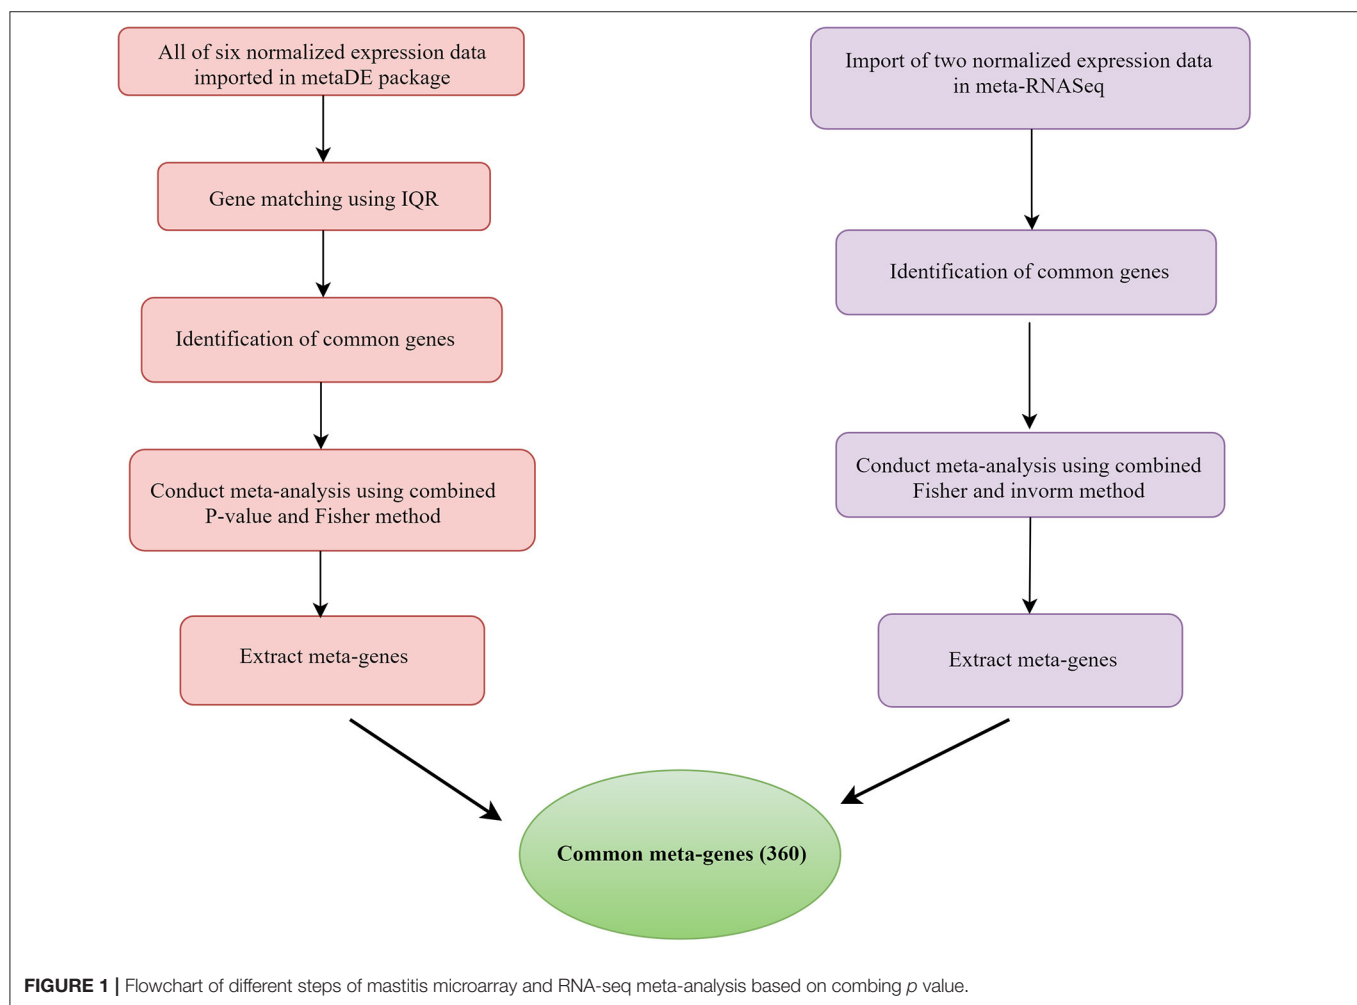 All of six normalized expression data
imported in metaDE package
Gene matching using IQR
Identification of common genes
Conduct meta-analysis using combined
P-value and Fisher method
Extract meta-genes
Import of two normalized expression data
in meta-RNASeq
Identification of common genes
Conduct meta-analysis using combined
Fisher and invorm method
Extract meta-genes
Common meta-genes (360)
FIGURE 1 | Flowchart of different steps of mastitis microarray and RNA-seq meta-analysis based on combing p value.